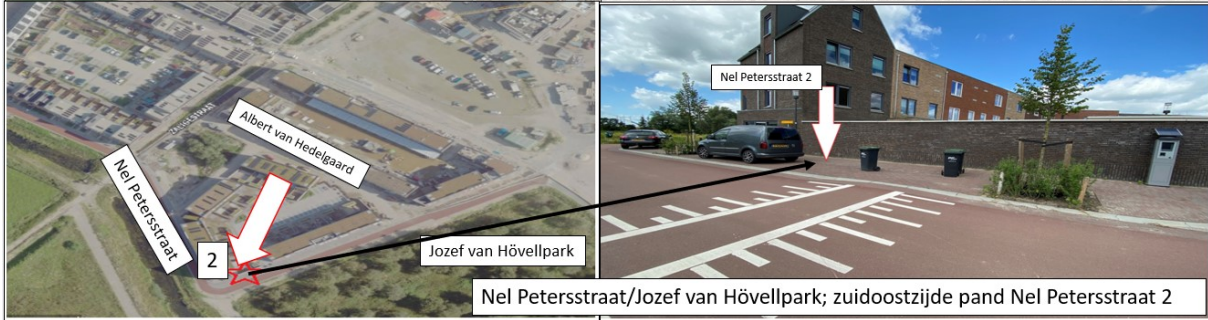 ZAGGESTRAAT
Albert van Hedelgaard
Nel Petersstraat
2
Jozef van Hövellpark
Nel Petersstraat 2
Nel Petersstraat/Jozef van Hövellpark; zuidoostzijde pand Nel Petersstraat 2